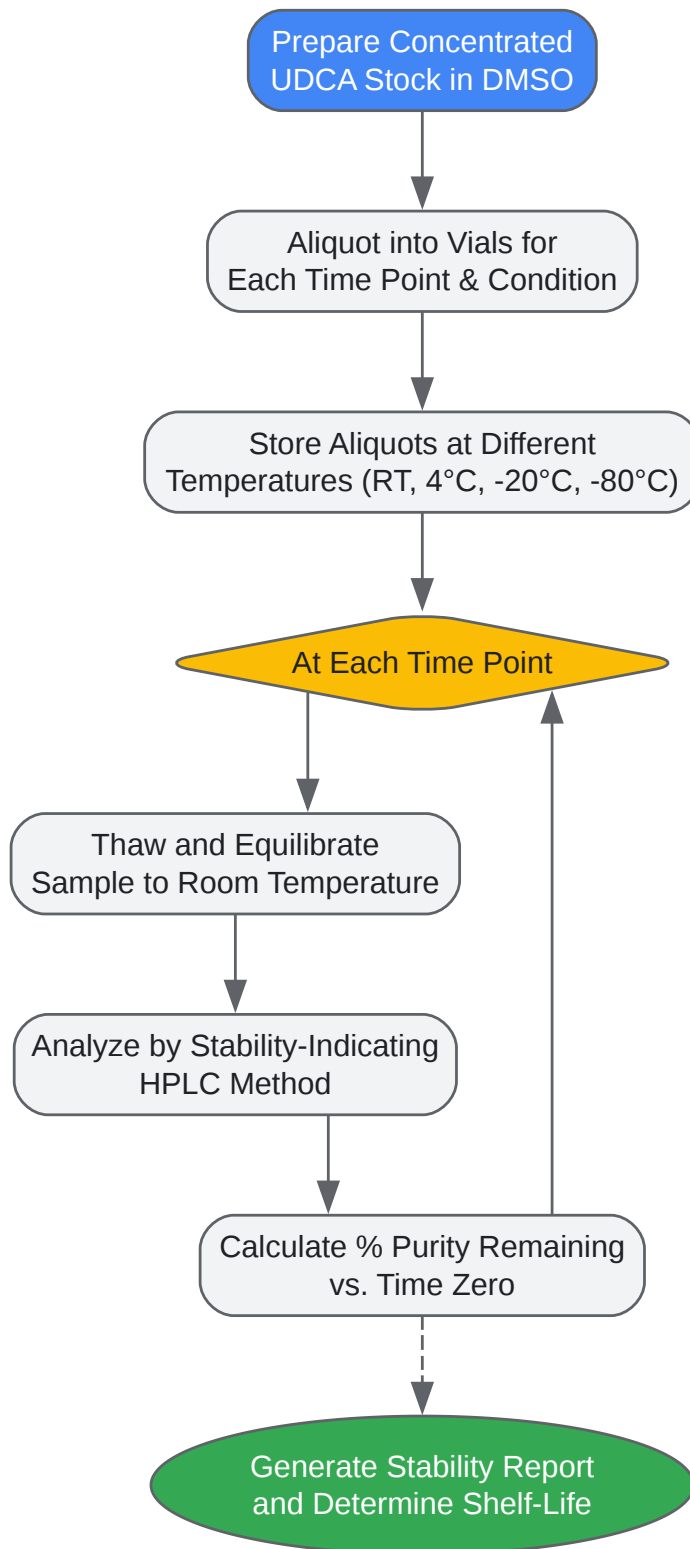 Prepare Concentrated
UDCA Stock in DMSO
Aliquot into Vials for
Each Time Point & Condition
Store Aliquots at Different
Temperatures (RT, 4°C, -20°C, -80°C)
At Each Time Point
Thaw and Equilibrate
Sample to Room Temperature
Analyze by Stability-Indicating
HPLC Method
Calculate % Purity Remaining
vs. Time Zero
Generate Stability Report
and Determine Shelf-Life